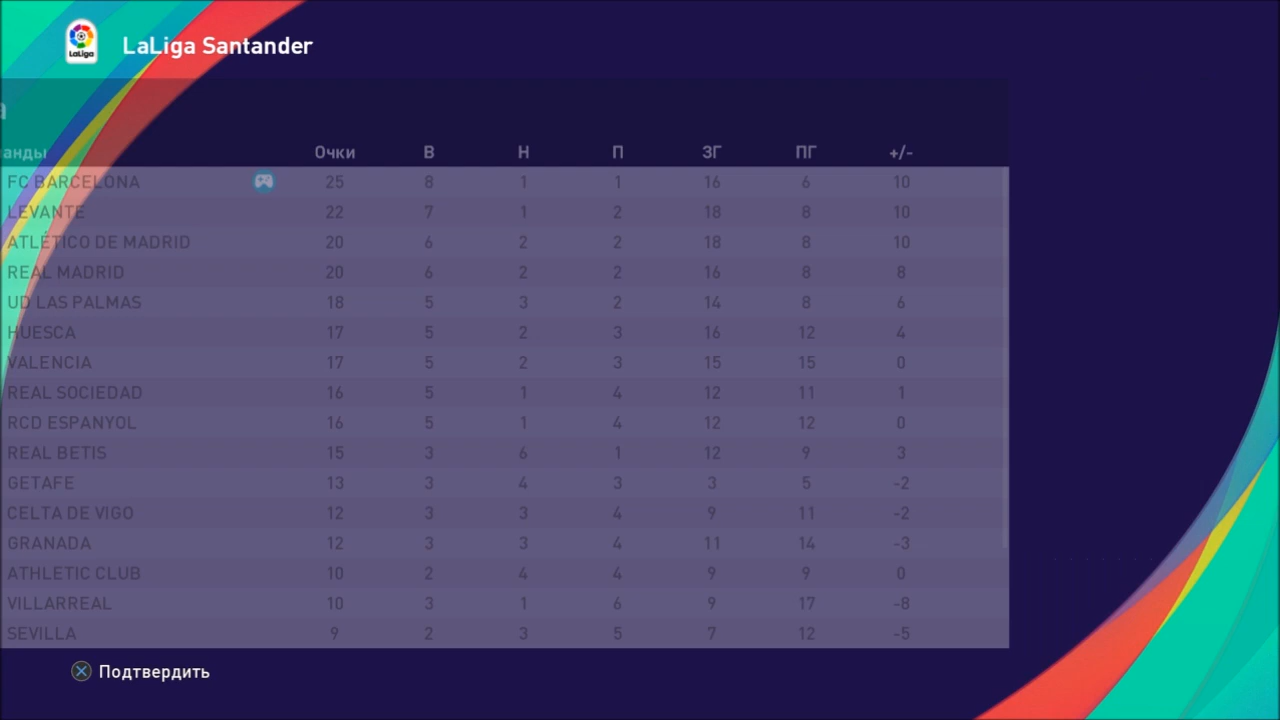 LaLiga
LaLiga Santander
а
анды Очки В Н П ЗГ ПГ +/-
FC BARCELONA 25 8 1 1 16 6 10
LEVANTE 22 7 1 2 18 8 10
ATLÉTICO DE MADRID 20 6 2 2 18 8 10
REAL MADRID 20 6 2 2 16 8 8
UD LAS PALMAS 18 5 3 2 14 8 6
HUESCA 17 5 2 3 16 12 4
VALENCIA 17 5 2 3 15 15 0
REAL SOCIEDAD 16 5 1 4 12 11 1
RCD ESPANYOL 16 5 1 4 12 12 0
REAL BETIS 15 3 6 1 12 9 3
GETAFE 13 3 4 3 3 5 -2
CELTA DE VIGO 12 3 3 4 9 11 -2
GRANADA 12 3 3 4 11 14 -3
ATHLETIC CLUB 10 2 4 4 9 9 0
VILLARREAL 10 3 1 6 9 17 -8
SEVILLA 9 2 3 5 7 12 -5
Подтвердить